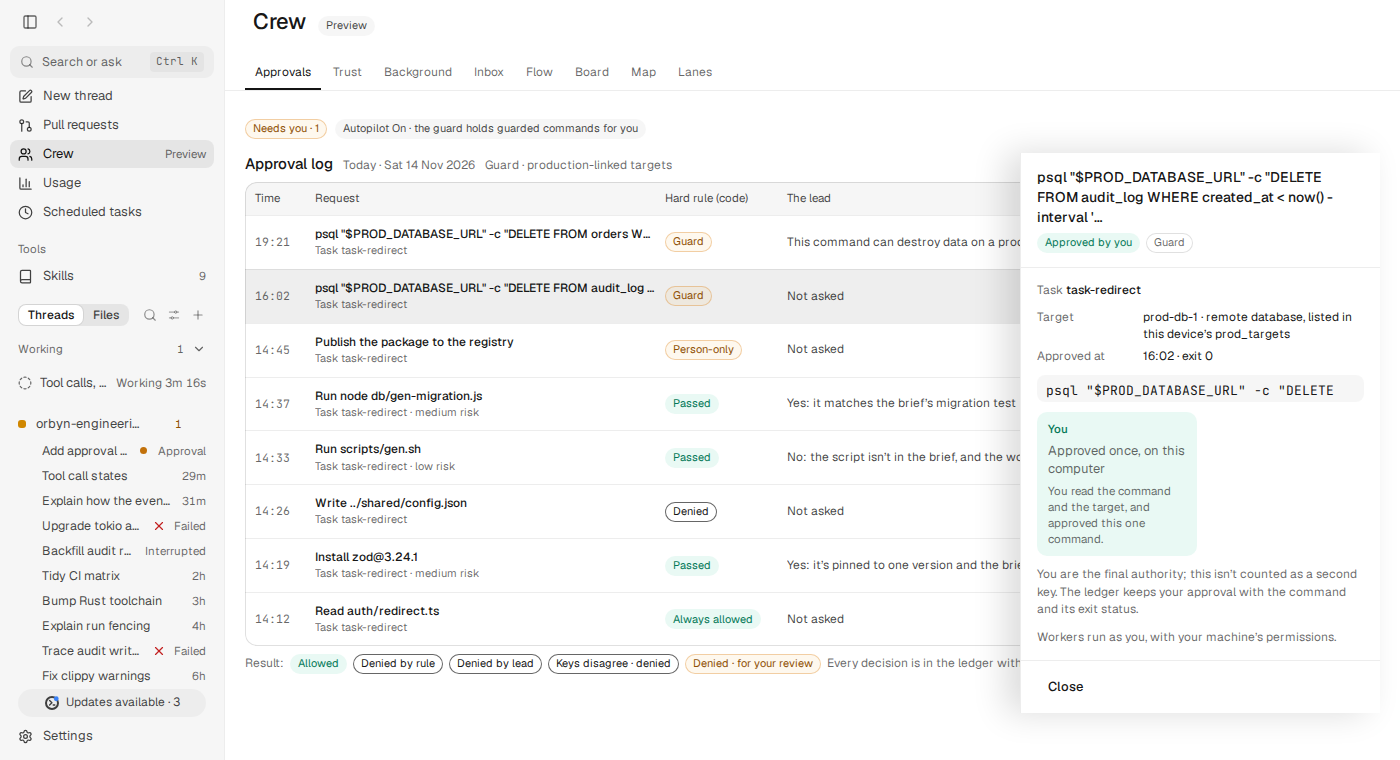 Search or ask Ctrl K
New thread
Pull requests
Crew Preview
Usage
Scheduled tasks
Tools
Skills 9
Threads Files
Working 1
Tool calls, ... Working 3m 16s
orbyn-engineeri... 1
Add approval ... Approval
Tool call states 29m
Explain how the even... 31m
Upgrade tokio a... Failed
Backfill audit r... Interrupted
Tidy CI matrix 2h
Bump Rust toolchain 3h
Explain run fencing 4h
Trace audit writ... Failed
Fix clippy warnings 6h
Updates available · 3
Settings
Crew Preview
Approvals Trust Background Inbox Flow Board Map Lanes
Needs you · 1 Autopilot On · the guard holds guarded commands for you
Approval log Today · Sat 14 Nov 2026 Guard · production-linked targets
Time Request Hard rule (code) The lead
19:21 psql "$PROD_DATABASE_URL" -c "DELETE FROM orders W... Guard This command can destroy data on a proc
Task task-redirect
16:02 psql "$PROD_DATABASE_URL" -c "DELETE FROM audit_log ... Guard Not asked
Task task-redirect
14:45 Publish the package to the registry Person-only Not asked
Task task-redirect
14:37 Run node db/gen-migration.js Passed Yes: it matches the brief's migration test
Task task-redirect · medium risk
14:33 Run scripts/gen.sh Passed No: the script isn't in the brief, and the wo
Task task-redirect · low risk
14:26 Write ../shared/config.json Denied Not asked
Task task-redirect
14:19 Install zod@3.24.1 Passed Yes: it's pinned to one version and the brie
Task task-redirect · medium risk
14:12 Read auth/redirect.ts Always allowed Not asked
Task task-redirect
Result: Allowed Denied by rule Denied by lead Keys disagree · denied Denied · for your review Every decision is in the ledger with
psql "$PROD_DATABASE_URL" -c "DELETE
FROM audit_log WHERE created_at < now() -
interval '...
Approved by you Guard
Task task-redirect
Target prod-db-1 · remote database, listed in
this device's prod_targets
Approved at 16:02 · exit 0
psql "$PROD_DATABASE_URL" -c "DELETE
You
Approved once, on this
computer
You read the command
and the target, and
approved this one
command.
You are the final authority; this isn't counted as a second
key. The ledger keeps your approval with the command
and its exit status.
Workers run as you, with your machine's permissions.
Close